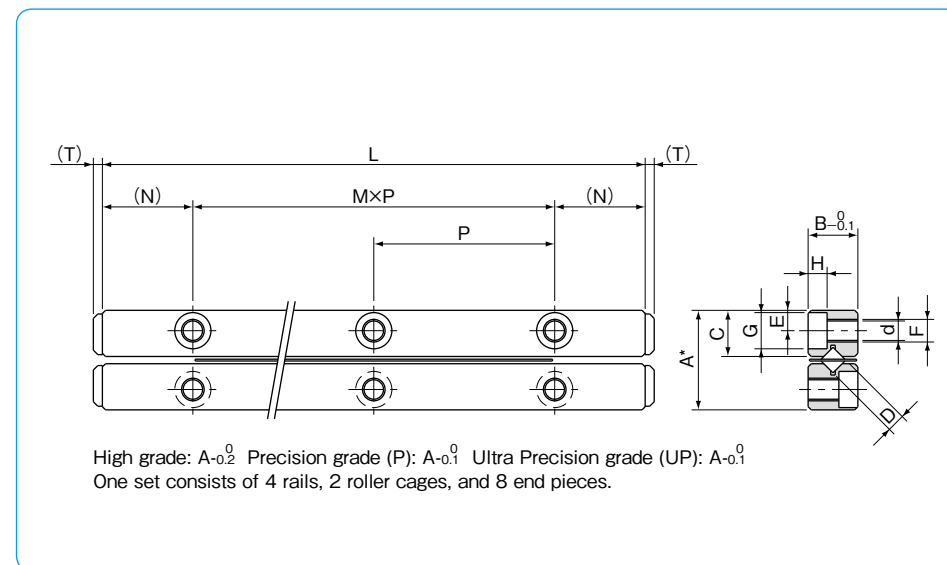 (T) L (T)
(N) M×P (N)
P
B-0.1 0
H
A* C G E d F
D
High grade: A-0.2 0 Precision grade (P): A-0.1 0 Ultra Precision grade (UP): A-0.1 0
One set consists of 4 rails, 2 roller cages, and 8 end pieces.